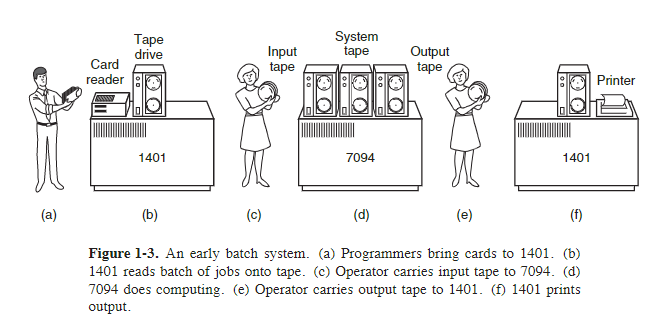 Tape
drive
Card
reader
1401
Input
tape
System
tape
Output
tape
7094
Printer
1401
(a)
(b)
(c)
(d)
(e)
(f)
Figure 1-3. An early batch system. (a) Programmers bring cards to 1401. (b)
1401 reads batch of jobs onto tape. (c) Operator carries input tape to 7094. (d)
7094 does computing. (e) Operator carries output tape to 1401. (f) 1401 prints
output.